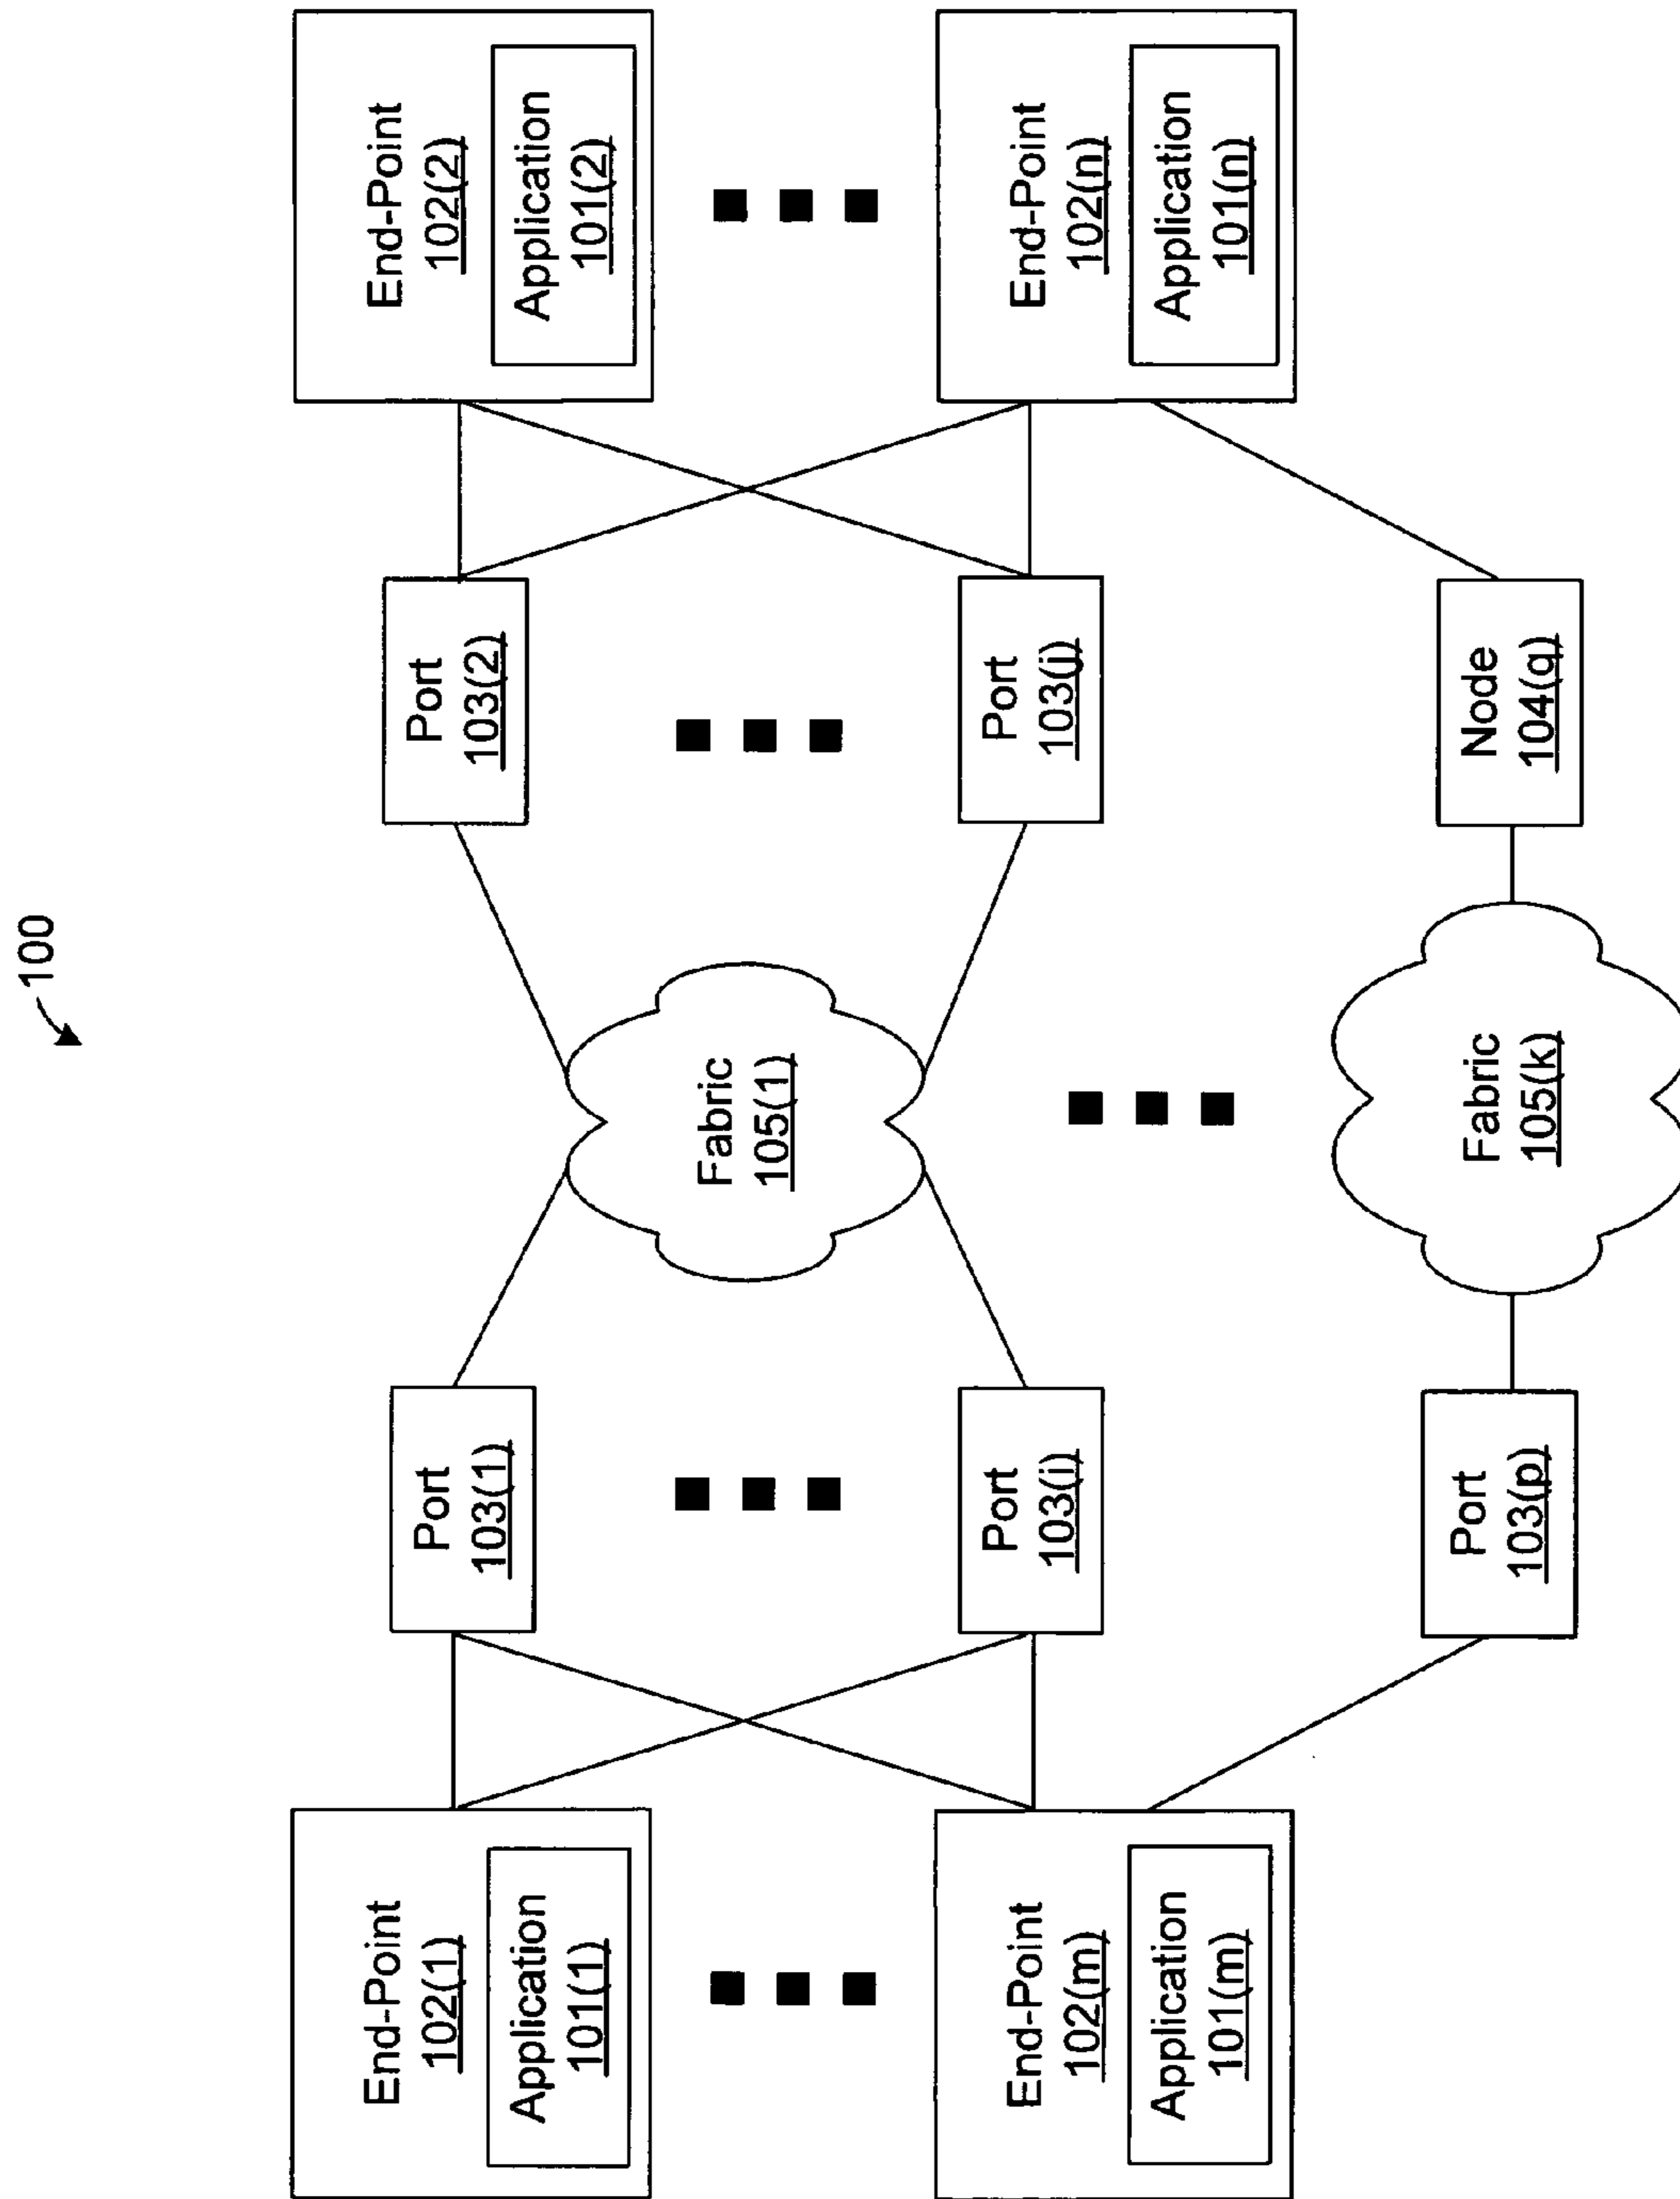 100
End-Point
102(1)
Application
101(1)
End-Point
102(m)
Application
101(m)
Port
103(1)
Port
103(i)
Port
103(p)
Fabric
105(1)
Fabric
105(k)
Port
103(2)
Port
103(j)
Node
104(q)
End-Point
102(2)
Application
101(2)
End-Point
102(n)
Application
101(n)